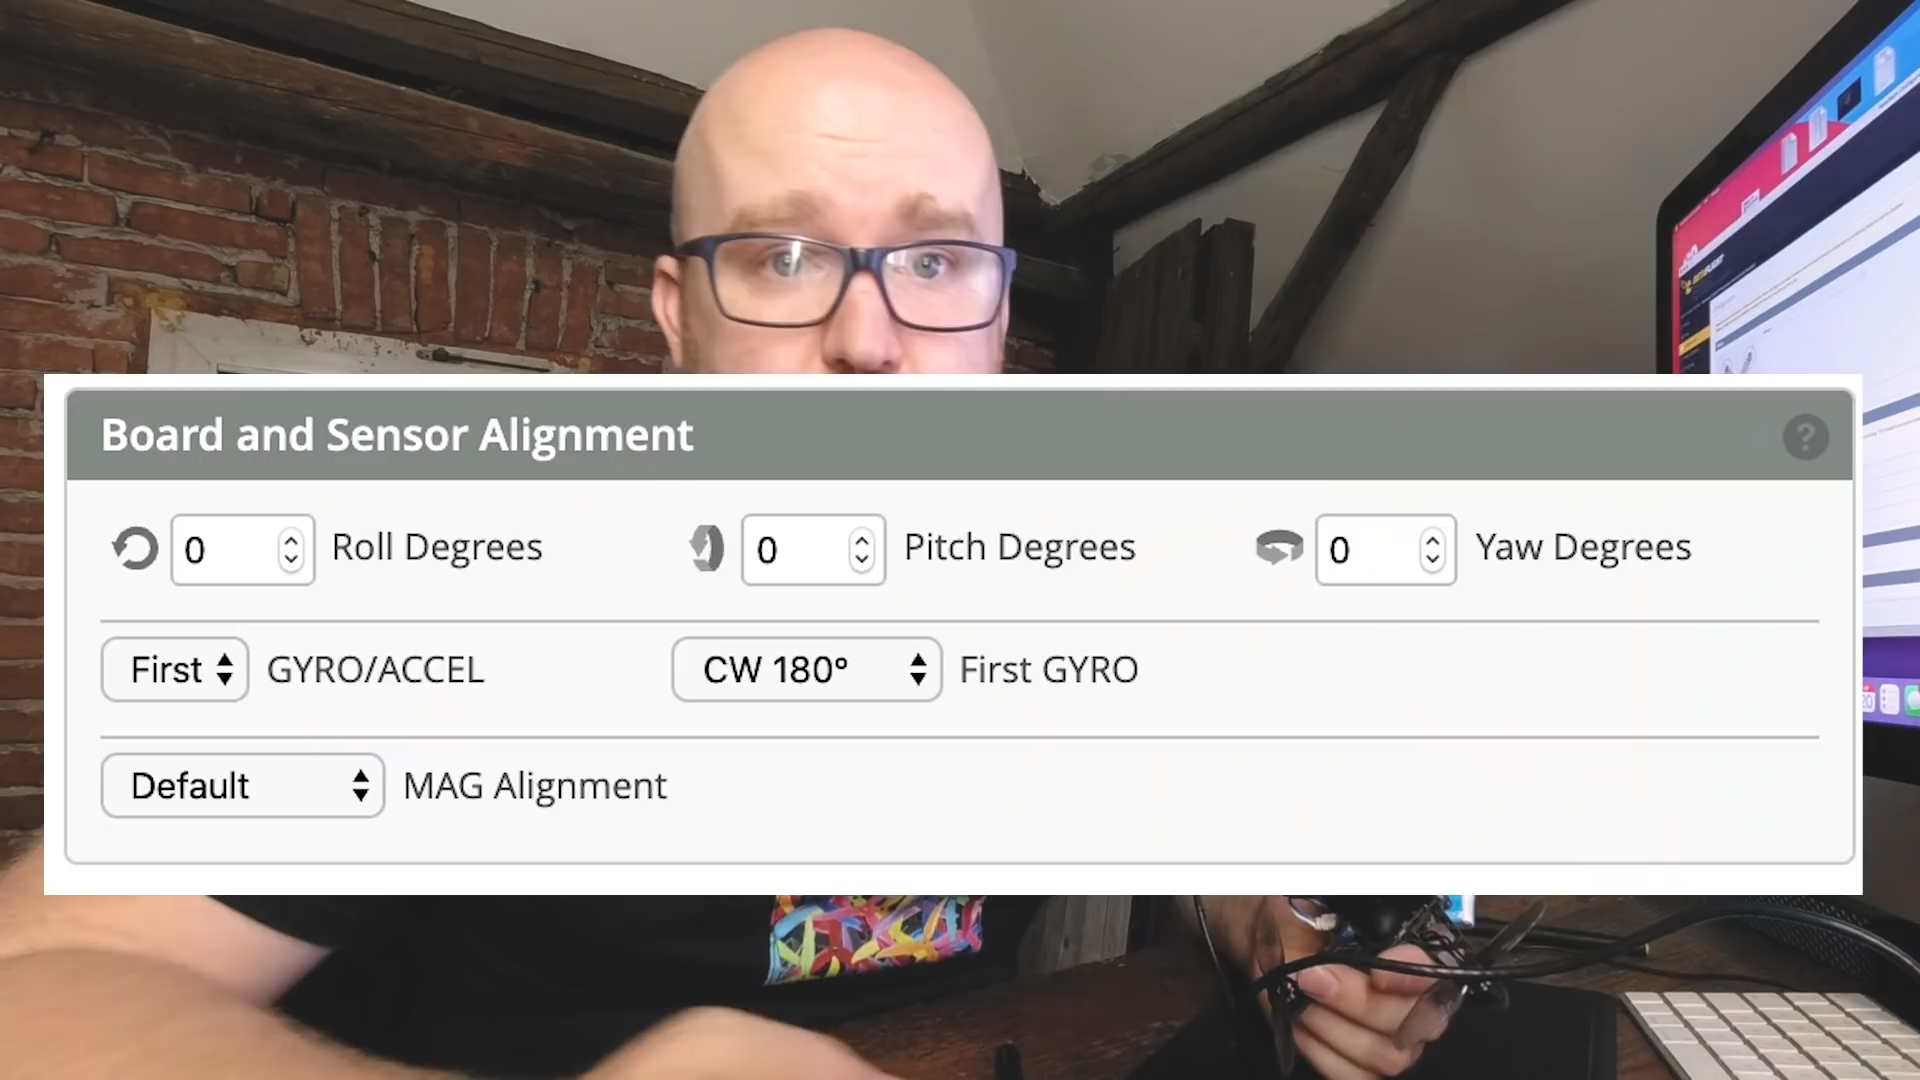 Board and Sensor Alignment ?
0 Roll Degrees 0 Pitch Degrees 0 Yaw Degrees
First GYRO/ACCEL CW 180° First GYRO
Default MAG Alignment